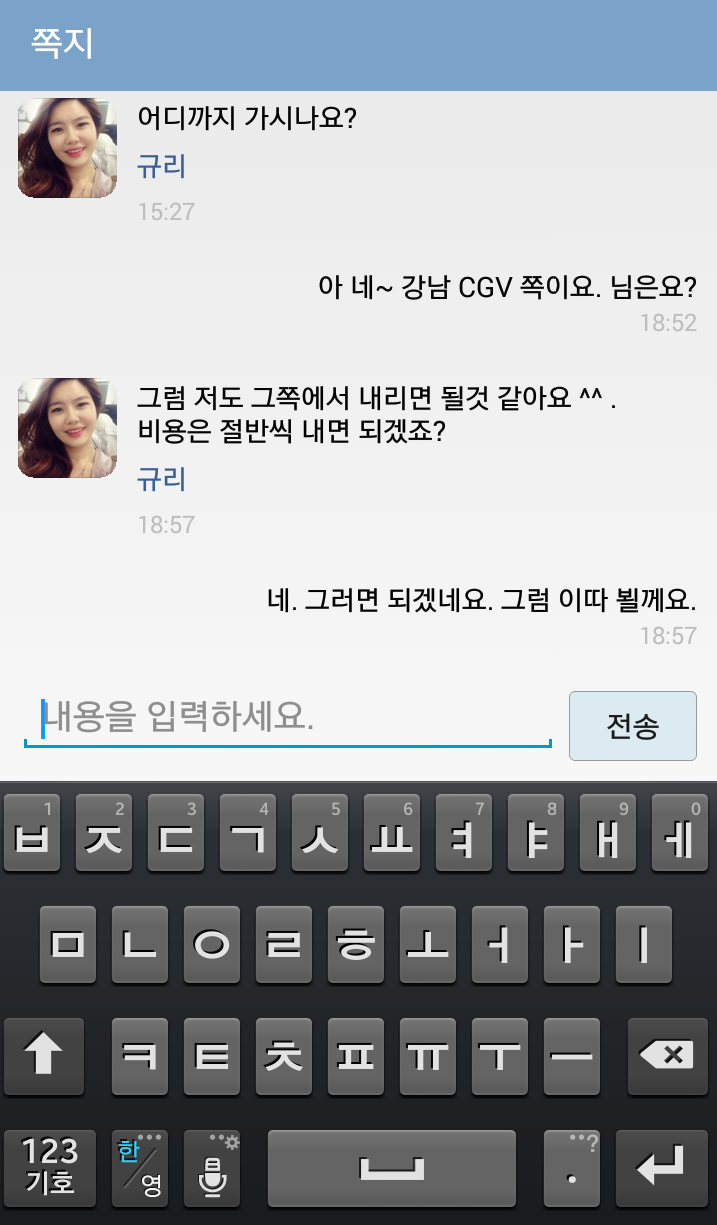 쪽지
어디까지 가시나요?
규리
15:27
아 네~ 강남 CGV 쪽이요. 님은요?
18:52
그럼 저도 그쪽에서 내리면 될것 같아요 ^^ .
비용은 절반씩 내면 되겠죠?
규리
18:57
네. 그러면 되겠네요. 그럼 이따 뵐께요.
18:57
내용을 입력하세요.
전송
1 2 3 4 5 6 7 8 9 0
ㅂ ㅈ ㄷ ㄱ ㅅ ㅛ ㅕ ㅑ ㅐ ㅔ
ㅁ ㄴ ㅇ ㄹ ㅎ ㅗ ㅓ ㅏ ㅣ
ㅋ ㅌ ㅊ ㅍ ㅠ ㅜ ㅡ
123 한 ?
기호 영 .